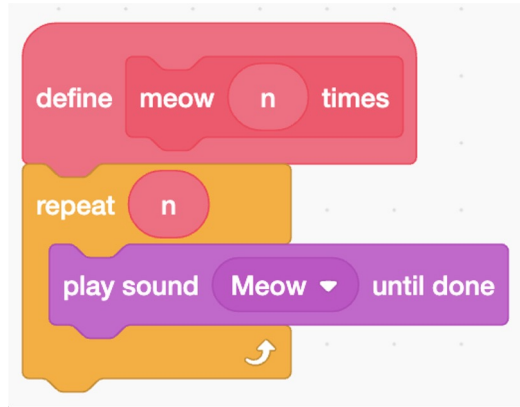 define meow n times
repeat n
play sound Meow until done